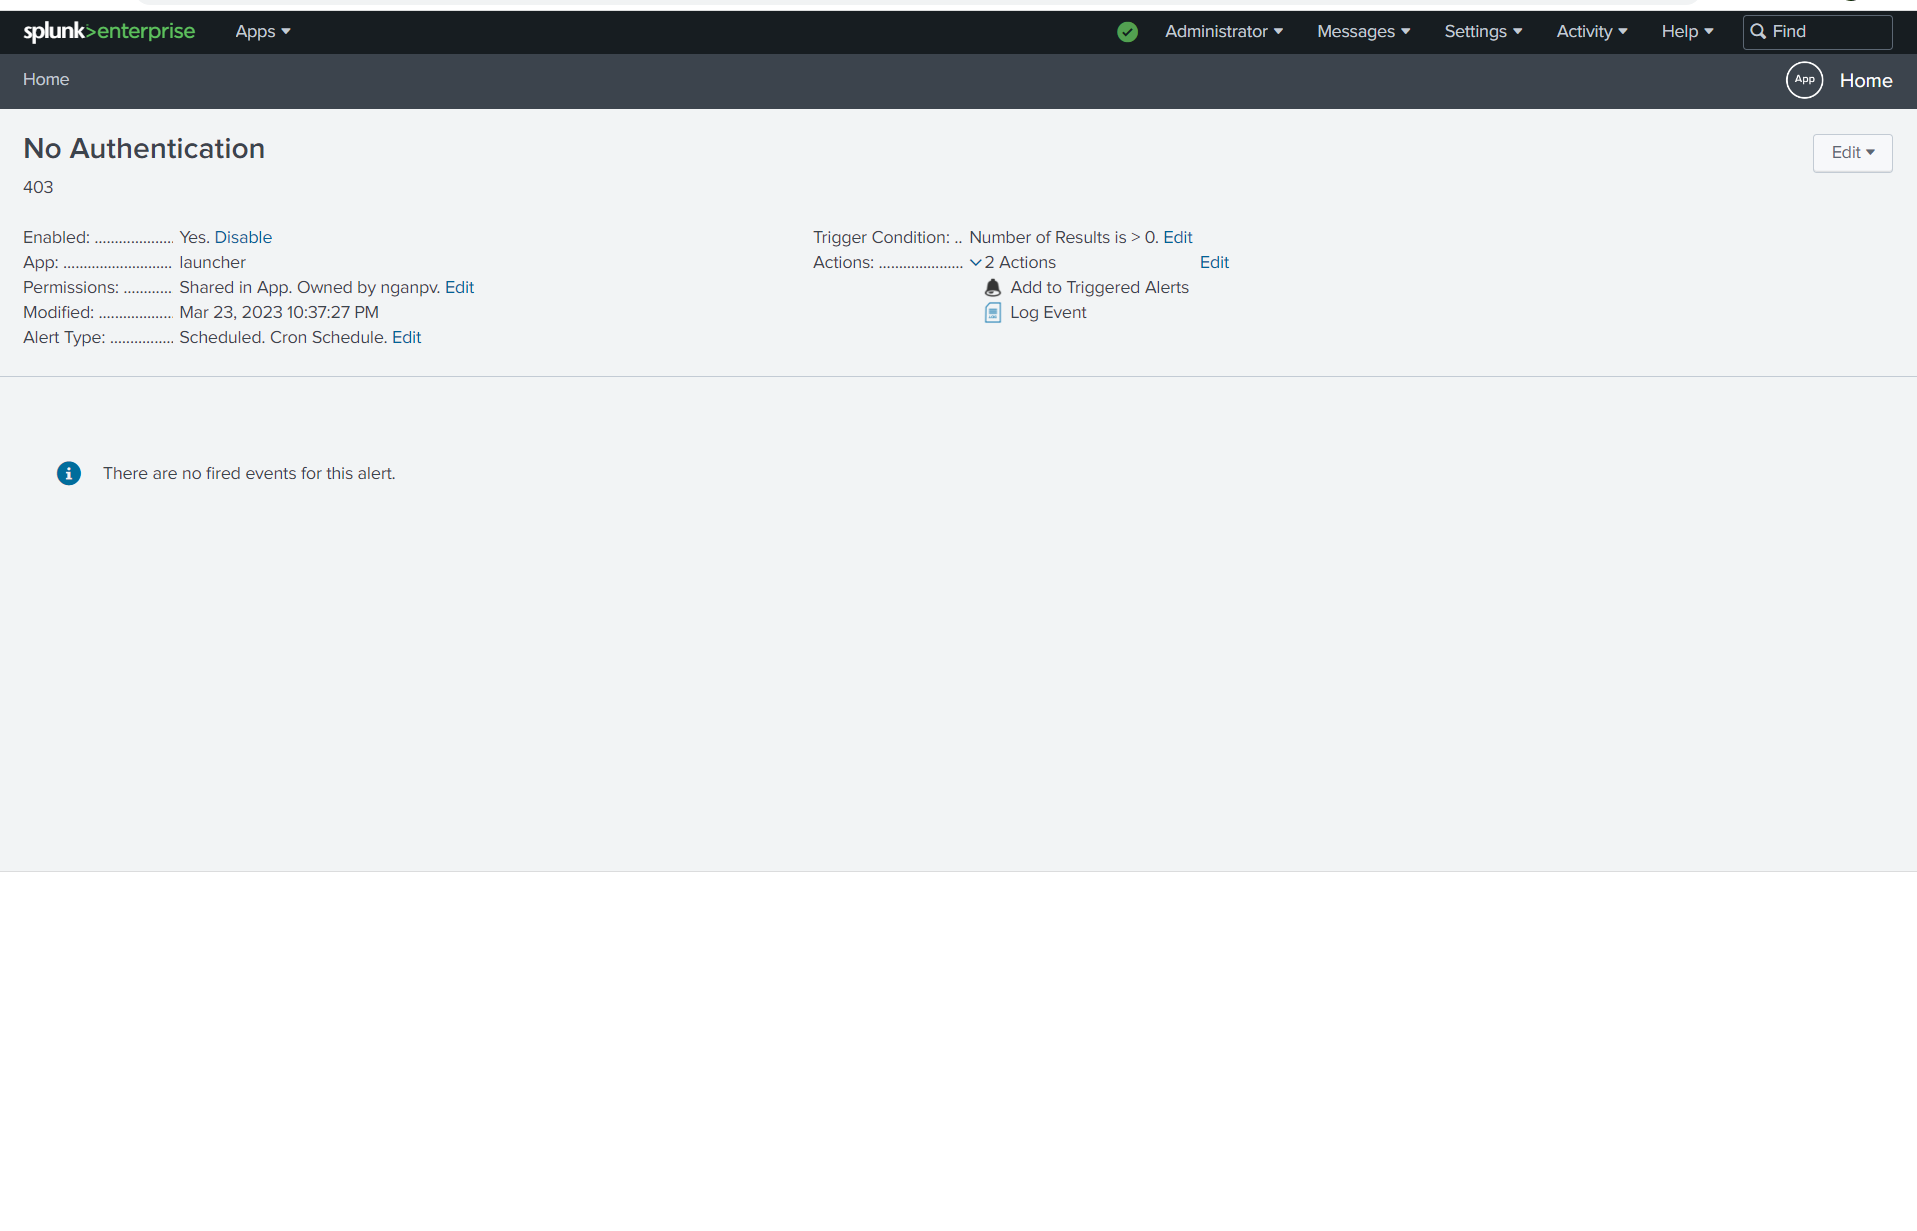 splunk>enterprise Apps Administrator Messages Settings Activity Help Find
Home App Home
No Authentication Edit
403
Enabled: ................... Yes. Disable
App: ........................... launcher
Permissions: ............ Shared in App. Owned by nganpv. Edit
Modified: .................. Mar 23, 2023 10:37:27 PM
Alert Type: ................ Scheduled. Cron Schedule. Edit
Trigger Condition: .. Number of Results is > 0. Edit
Actions: ..................... 2 Actions Edit
Add to Triggered Alerts
Log Event
There are no fired events for this alert.